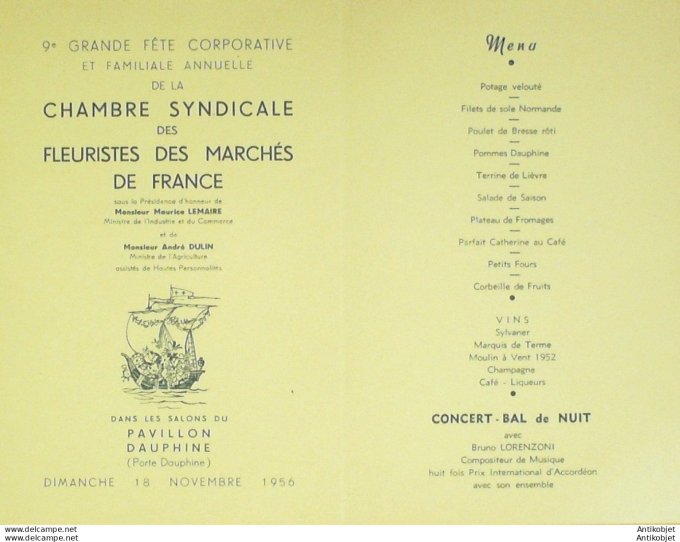 9e GRANDE FÊTE CORPORATIVE
ET FAMILIALE ANNUELLE
DE LA
CHAMBRE SYNDICALE
DES
FLEURISTES DES MARCHÉS
DE FRANCE
sous la Présidence d'honneur de
Monsieur Maurice LEMAIRE
Ministre de l'Industrie et du Commerce
et de
Monsieur André DULIN
Ministre de l'Agriculture
assistés de Hautes Personnalités
DANS LES SALONS DU
PAVILLON
DAUPHINE
(Porte Dauphine)
DIMANCHE 18 NOVEMBRE 1956
Menu
Potage velouté
Filets de sole Normande
Poulet de Bresse rôti
Pommes Dauphine
Terrine de Lièvre
Salade de Saison
Plateau de Fromages
Parfait Catherine au Café
Petits Fours
Corbeille de Fruits
VINS
Sylvaner
Marquis de Terme
Moulin à Vent 1952
Champagne
Café - Liqueurs
CONCERT - BAL de NUIT
avec
Bruno LORENZONI
Compositeur de Musique
huit fois Prix International d'Accordéon
avec son ensemble
www.delcampe.net
Antikobjet
www.delcampe.net
Antikobjet